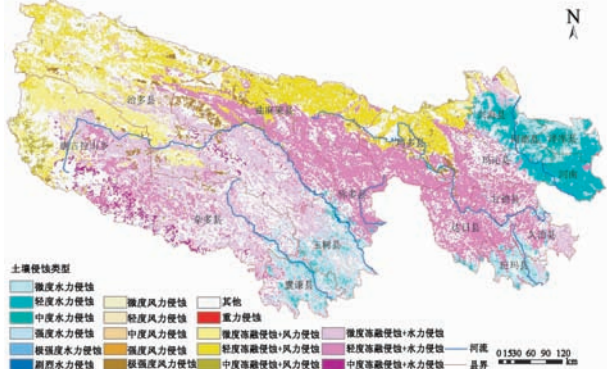 N
治多县
曲麻莱县
唐古拉山乡
玛多县
兴海县
同德县
泽库县
河南
玛沁县
杂多县
称多县
甘德县
达日县
久治县
玉树县
班玛县
囊谦县
土壤侵蚀类型
微度水力侵蚀
轻度水力侵蚀 微度风力侵蚀 其他
中度水力侵蚀 轻度风力侵蚀 重力侵蚀
强度水力侵蚀 中度风力侵蚀 微度冻融侵蚀+风力侵蚀 微度冻融侵蚀+水力侵蚀
极强度水力侵蚀 强度风力侵蚀 轻度冻融侵蚀+风力侵蚀 轻度冻融侵蚀+水力侵蚀 河流
剧烈水力侵蚀 极强度风力侵蚀 中度冻融侵蚀+风力侵蚀 中度冻融侵蚀+水力侵蚀 县界
0 15 30 60 90 120